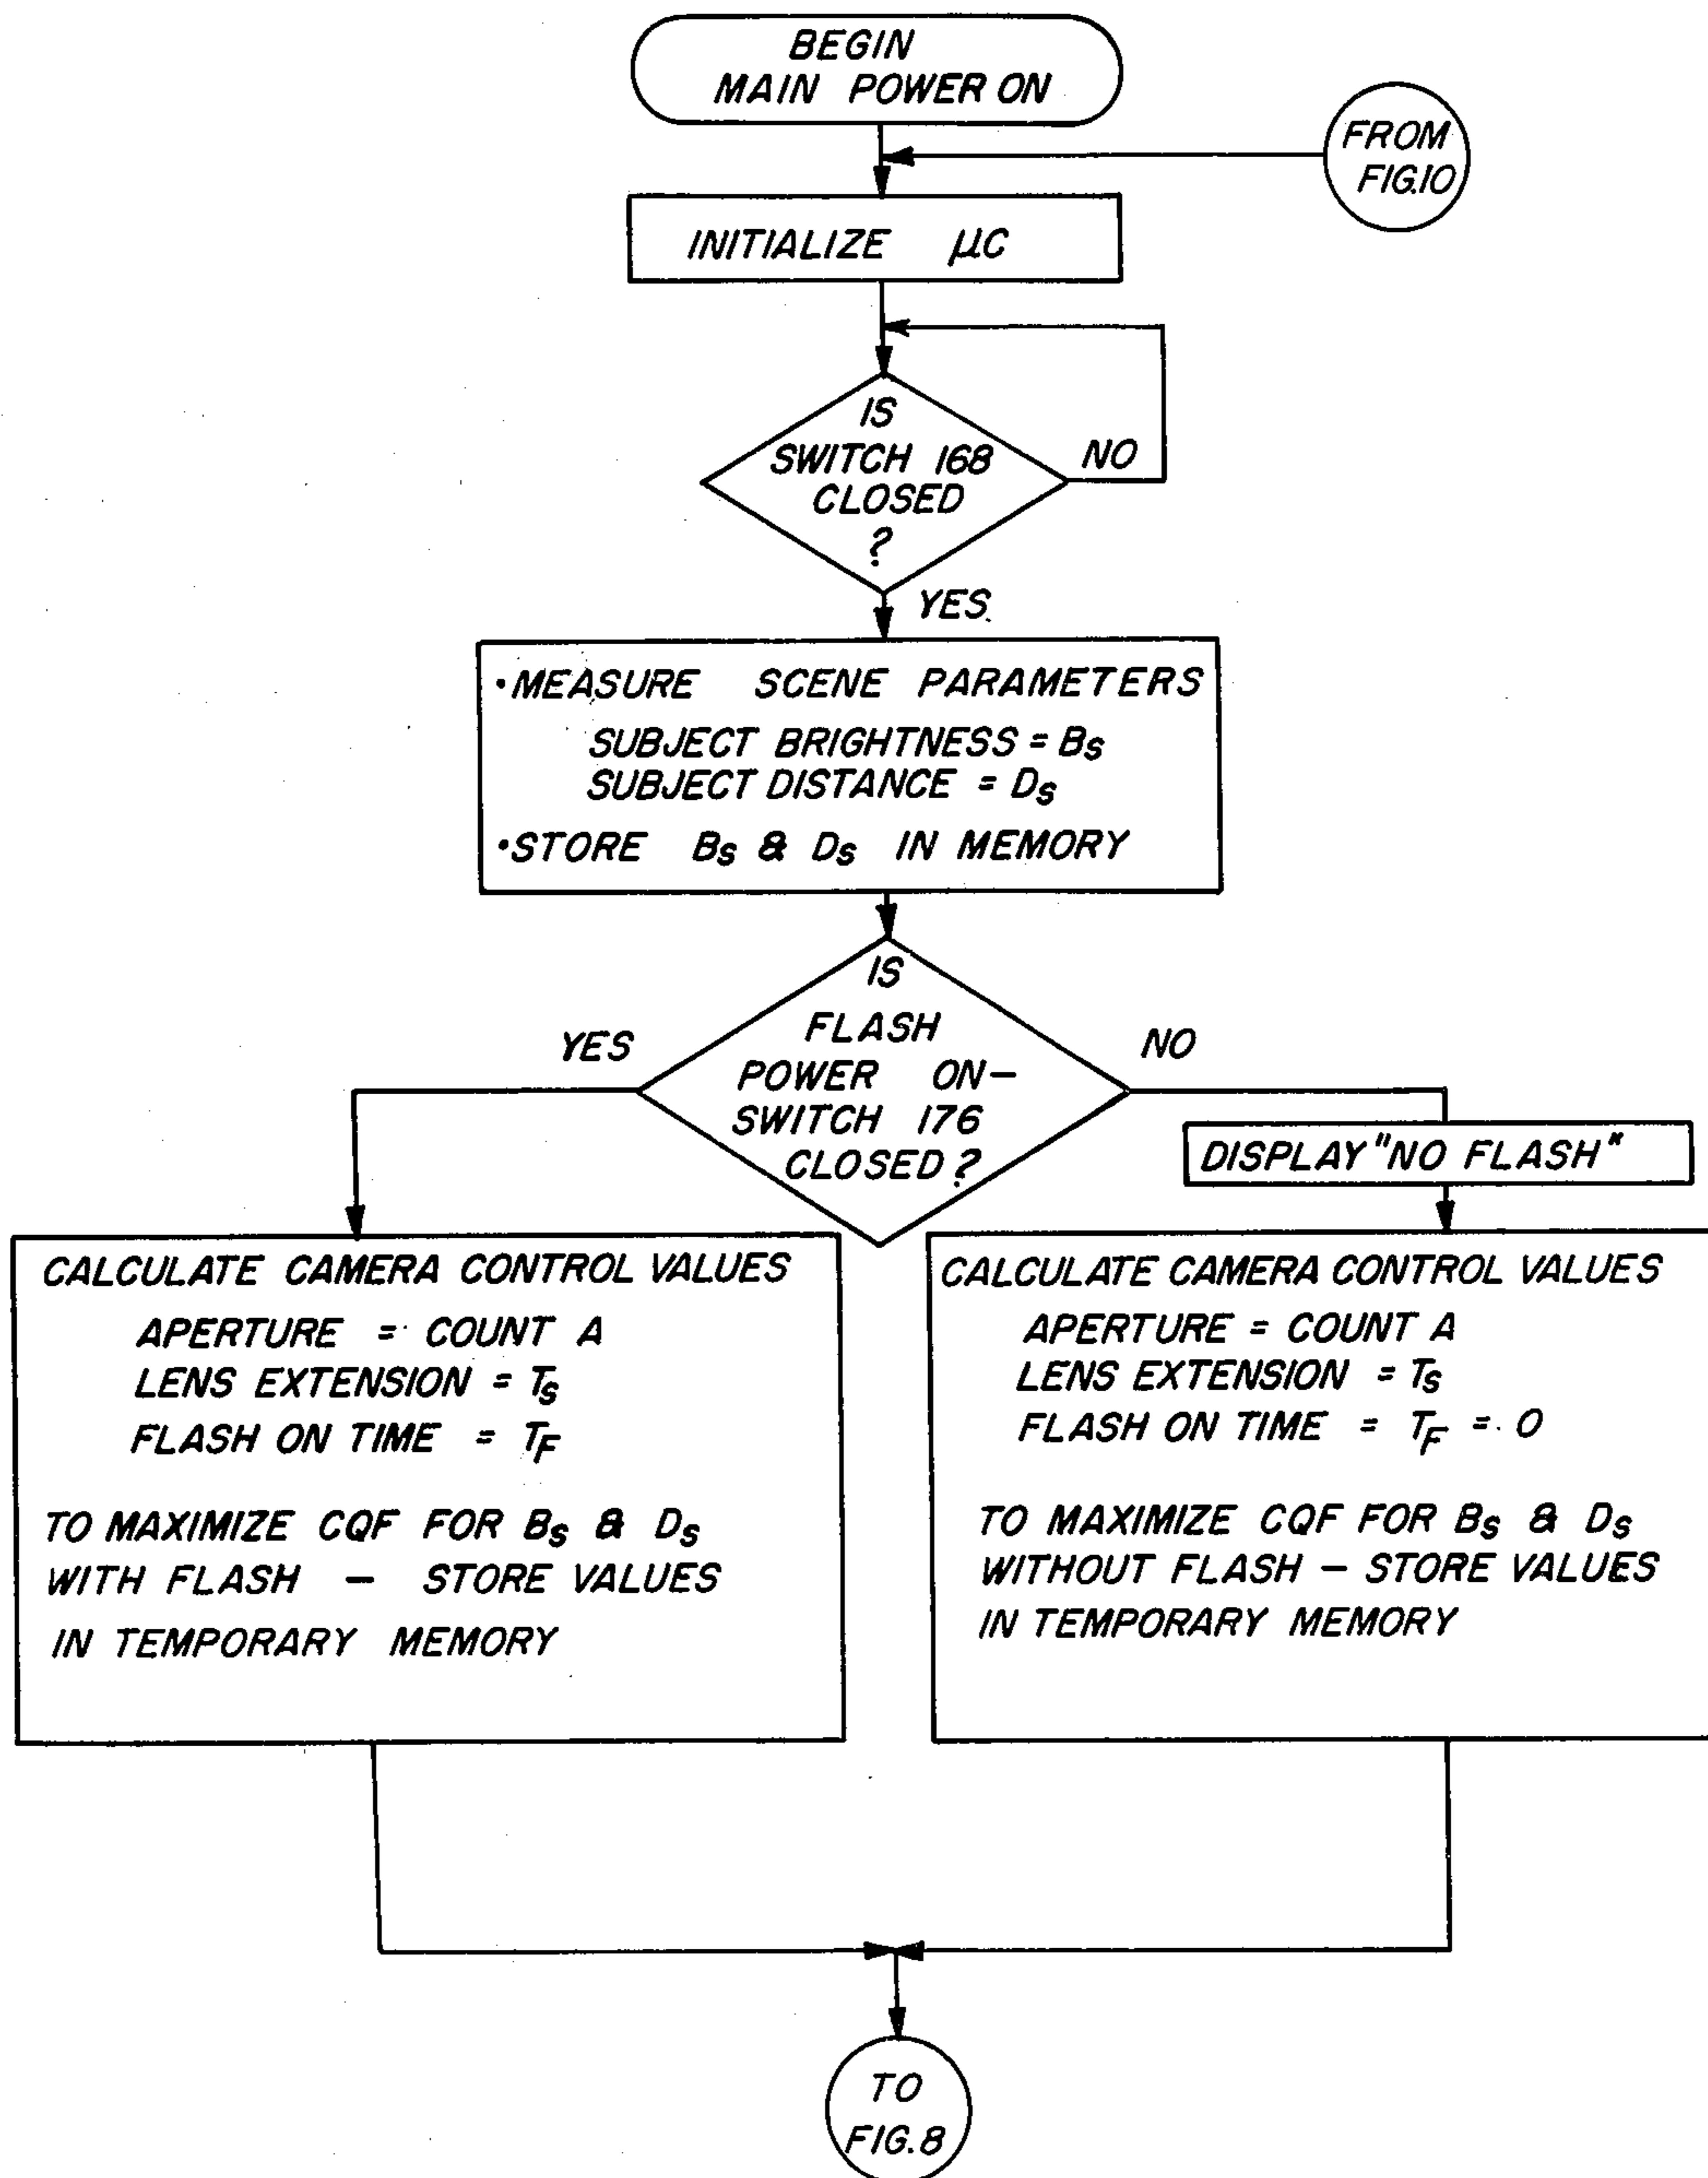 BEGIN
MAIN POWER ON
FROM
FIG.10
INITIALIZE μC
IS
SWITCH 168
CLOSED
?
NO
YES
•MEASURE SCENE PARAMETERS
SUBJECT BRIGHTNESS = Bs
SUBJECT DISTANCE = Ds
•STORE Bs & Ds IN MEMORY
IS
FLASH
POWER ON—
SWITCH 176
CLOSED?
YES
NO
DISPLAY "NO FLASH"
CALCULATE CAMERA CONTROL VALUES
APERTURE = COUNT A
LENS EXTENSION = Ts
FLASH ON TIME = TF
TO MAXIMIZE CQF FOR Bs & Ds
WITH FLASH — STORE VALUES
IN TEMPORARY MEMORY
CALCULATE CAMERA CONTROL VALUES
APERTURE = COUNT A
LENS EXTENSION = Ts
FLASH ON TIME = TF = 0
TO MAXIMIZE CQF FOR Bs & Ds
WITHOUT FLASH — STORE VALUES
IN TEMPORARY MEMORY
TO
FIG.8